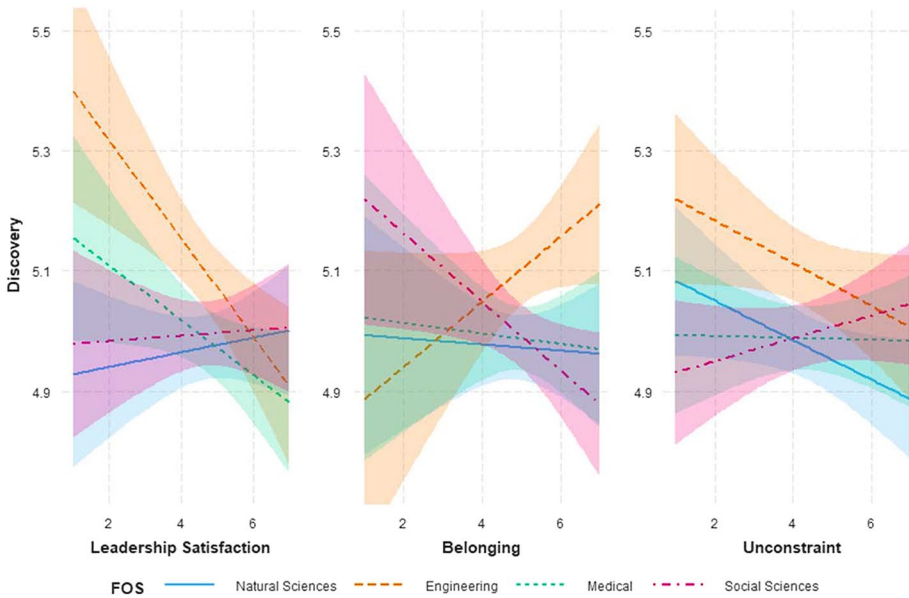 5.5 5.5 5.5
5.3 5.3 5.3
Discovery
5.1 5.1 5.1
4.9 4.9 4.9
2 4 6 2 4 6 2 4 6
Leadership Satisfaction Belonging Unconstraint
FOS Natural Sciences Engineering Medical Social Sciences